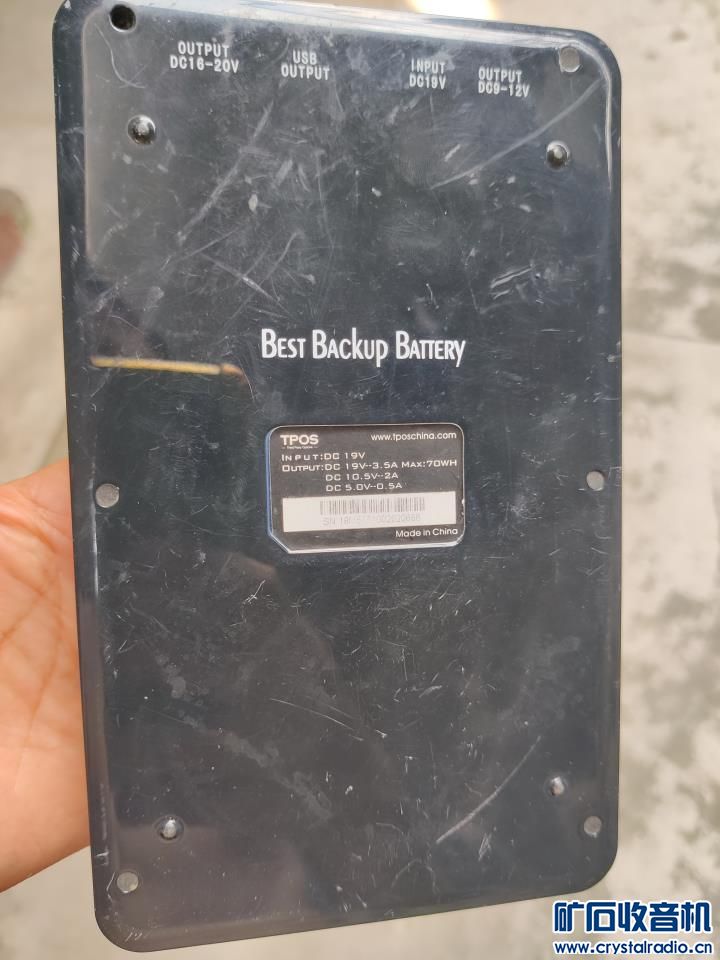 OUTPUT
DC16-20V
USB
OUTPUT
INPUT
DC19V
OUTPUT
DC9-12V
BEST BACKUP BATTERY
TPOS
www.tposchina.com
INPUT:DC 19V
OUTPUT:DC 19V--3.5A MAX:70WH
DC 10.5V--2A
DC 5.0V--0.5A
Made in China
矿石收音机
www.crystalradio.cn